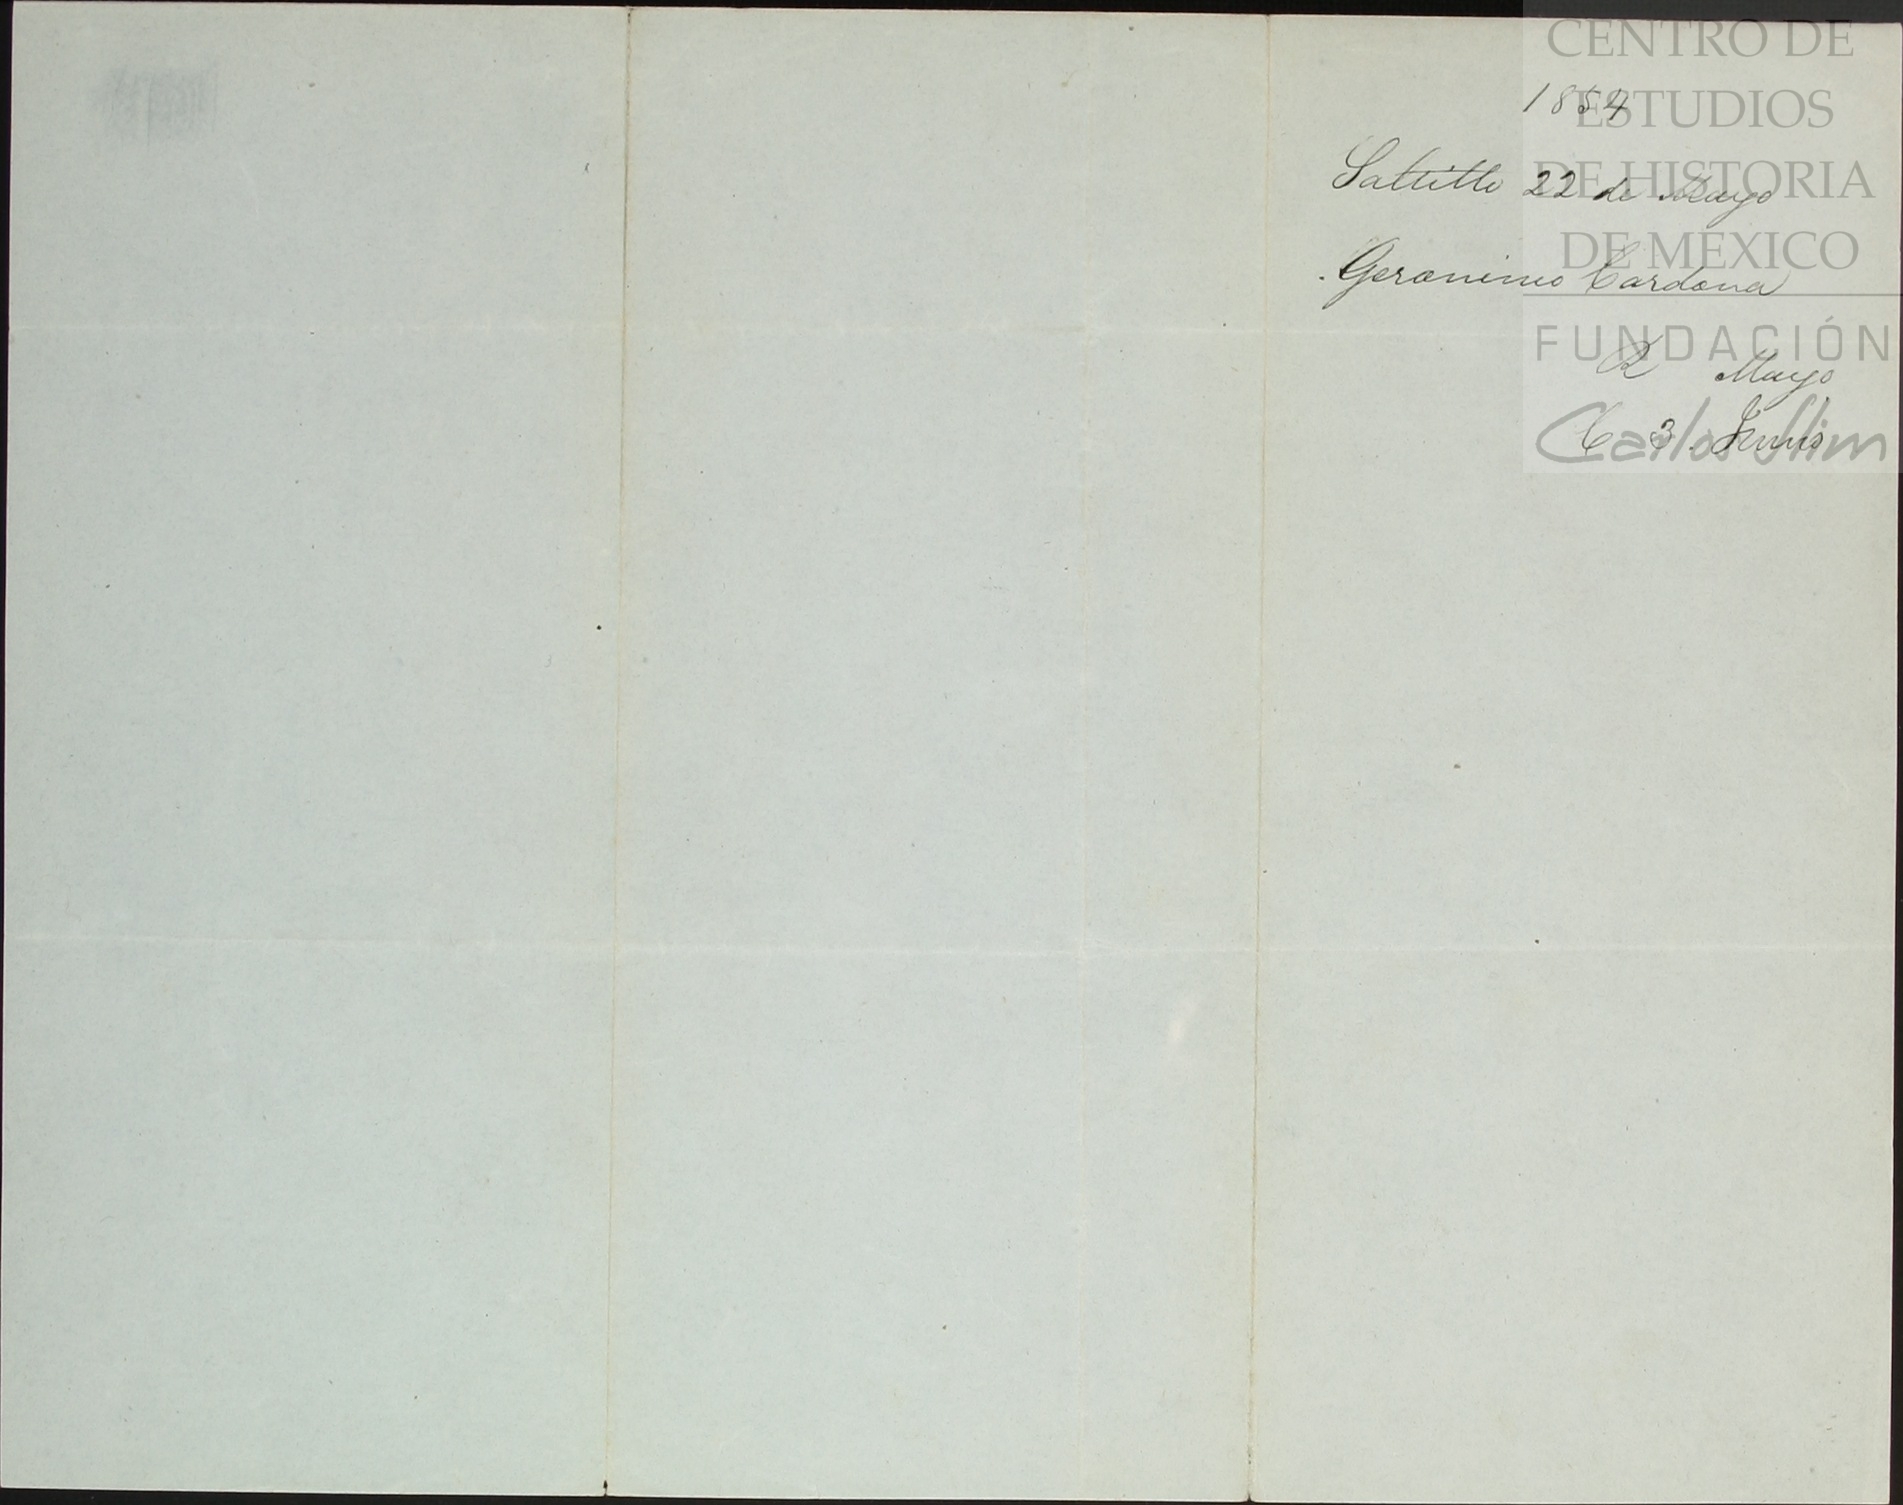 1854
Saltillo 22 de Mayo
Geronimo Cardona
R Mayo
C 3. Junio
CENTRO DE
ESTUDIOS
DE HISTORIA
DE MÉXICO
FUNDACIÓN
Carlos Slim